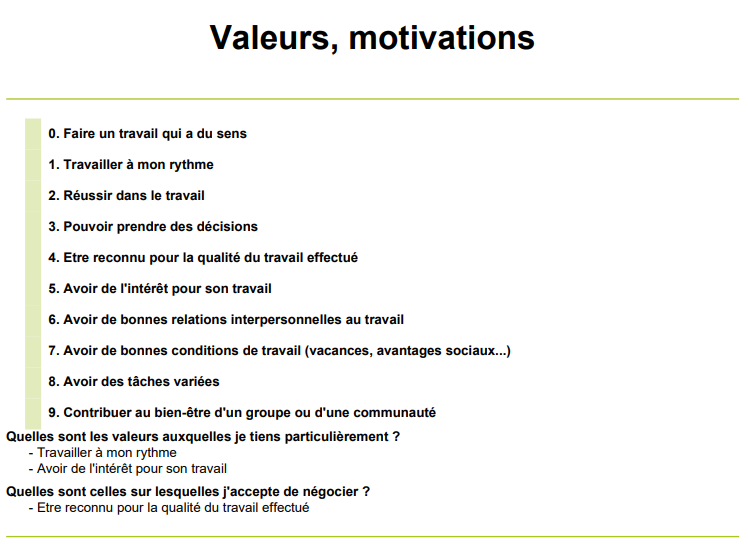 Valeurs, motivations
0. Faire un travail qui a du sens
1. Travailler à mon rythme
2. Réussir dans le travail
3. Pouvoir prendre des décisions
4. Etre reconnu pour la qualité du travail effectué
5. Avoir de l'intérêt pour son travail
6. Avoir de bonnes relations interpersonnelles au travail
7. Avoir de bonnes conditions de travail (vacances, avantages sociaux...)
8. Avoir des tâches variées
9. Contribuer au bien-être d'un groupe ou d'une communauté
Quelles sont les valeurs auxquelles je tiens particulièrement ?
- Travailler à mon rythme
- Avoir de l'intérêt pour son travail
Quelles sont celles sur lesquelles j'accepte de négocier ?
- Etre reconnu pour la qualité du travail effectué